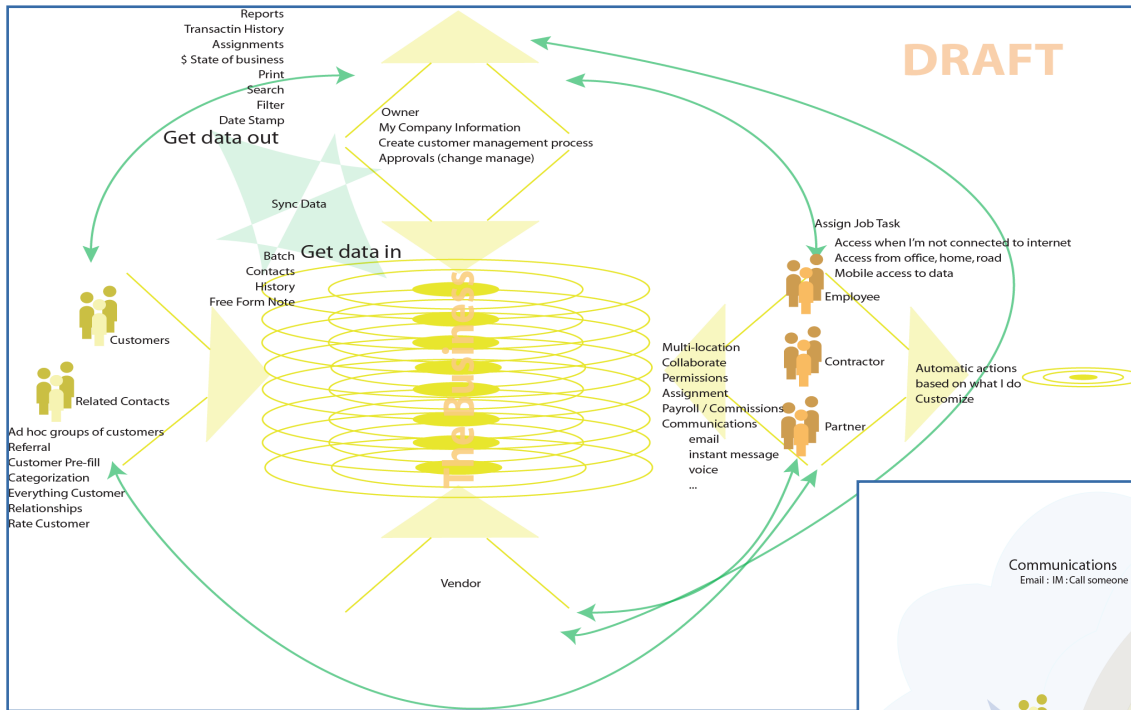 Reports
Transactin History
Assignments
$ State of business
Print
Search
Filter
Date Stamp
Get data out
DRAFT
Owner
My Company Information
Create customer management process
Approvals (change manage)
Sync Data
Get data in
Batch
Contacts
History
Free Form Note
The Business
Assign Job Task
Access when I'm not connected to internet
Access from office, home, road
Mobile access to data
Employee
Contractor
Partner
Customers
Related Contacts
Ad hoc groups of customers
Referral
Customer Pre-fill
Categorization
Everything Customer
Relationships
Rate Customer
Multi-location
Collaborate
Permissions
Assignment
Payroll / Commissions
Communications
email
instant message
voice
...
Automatic actions
based on what I do
Customize
Vendor
Communications
Email : IM : Call someone